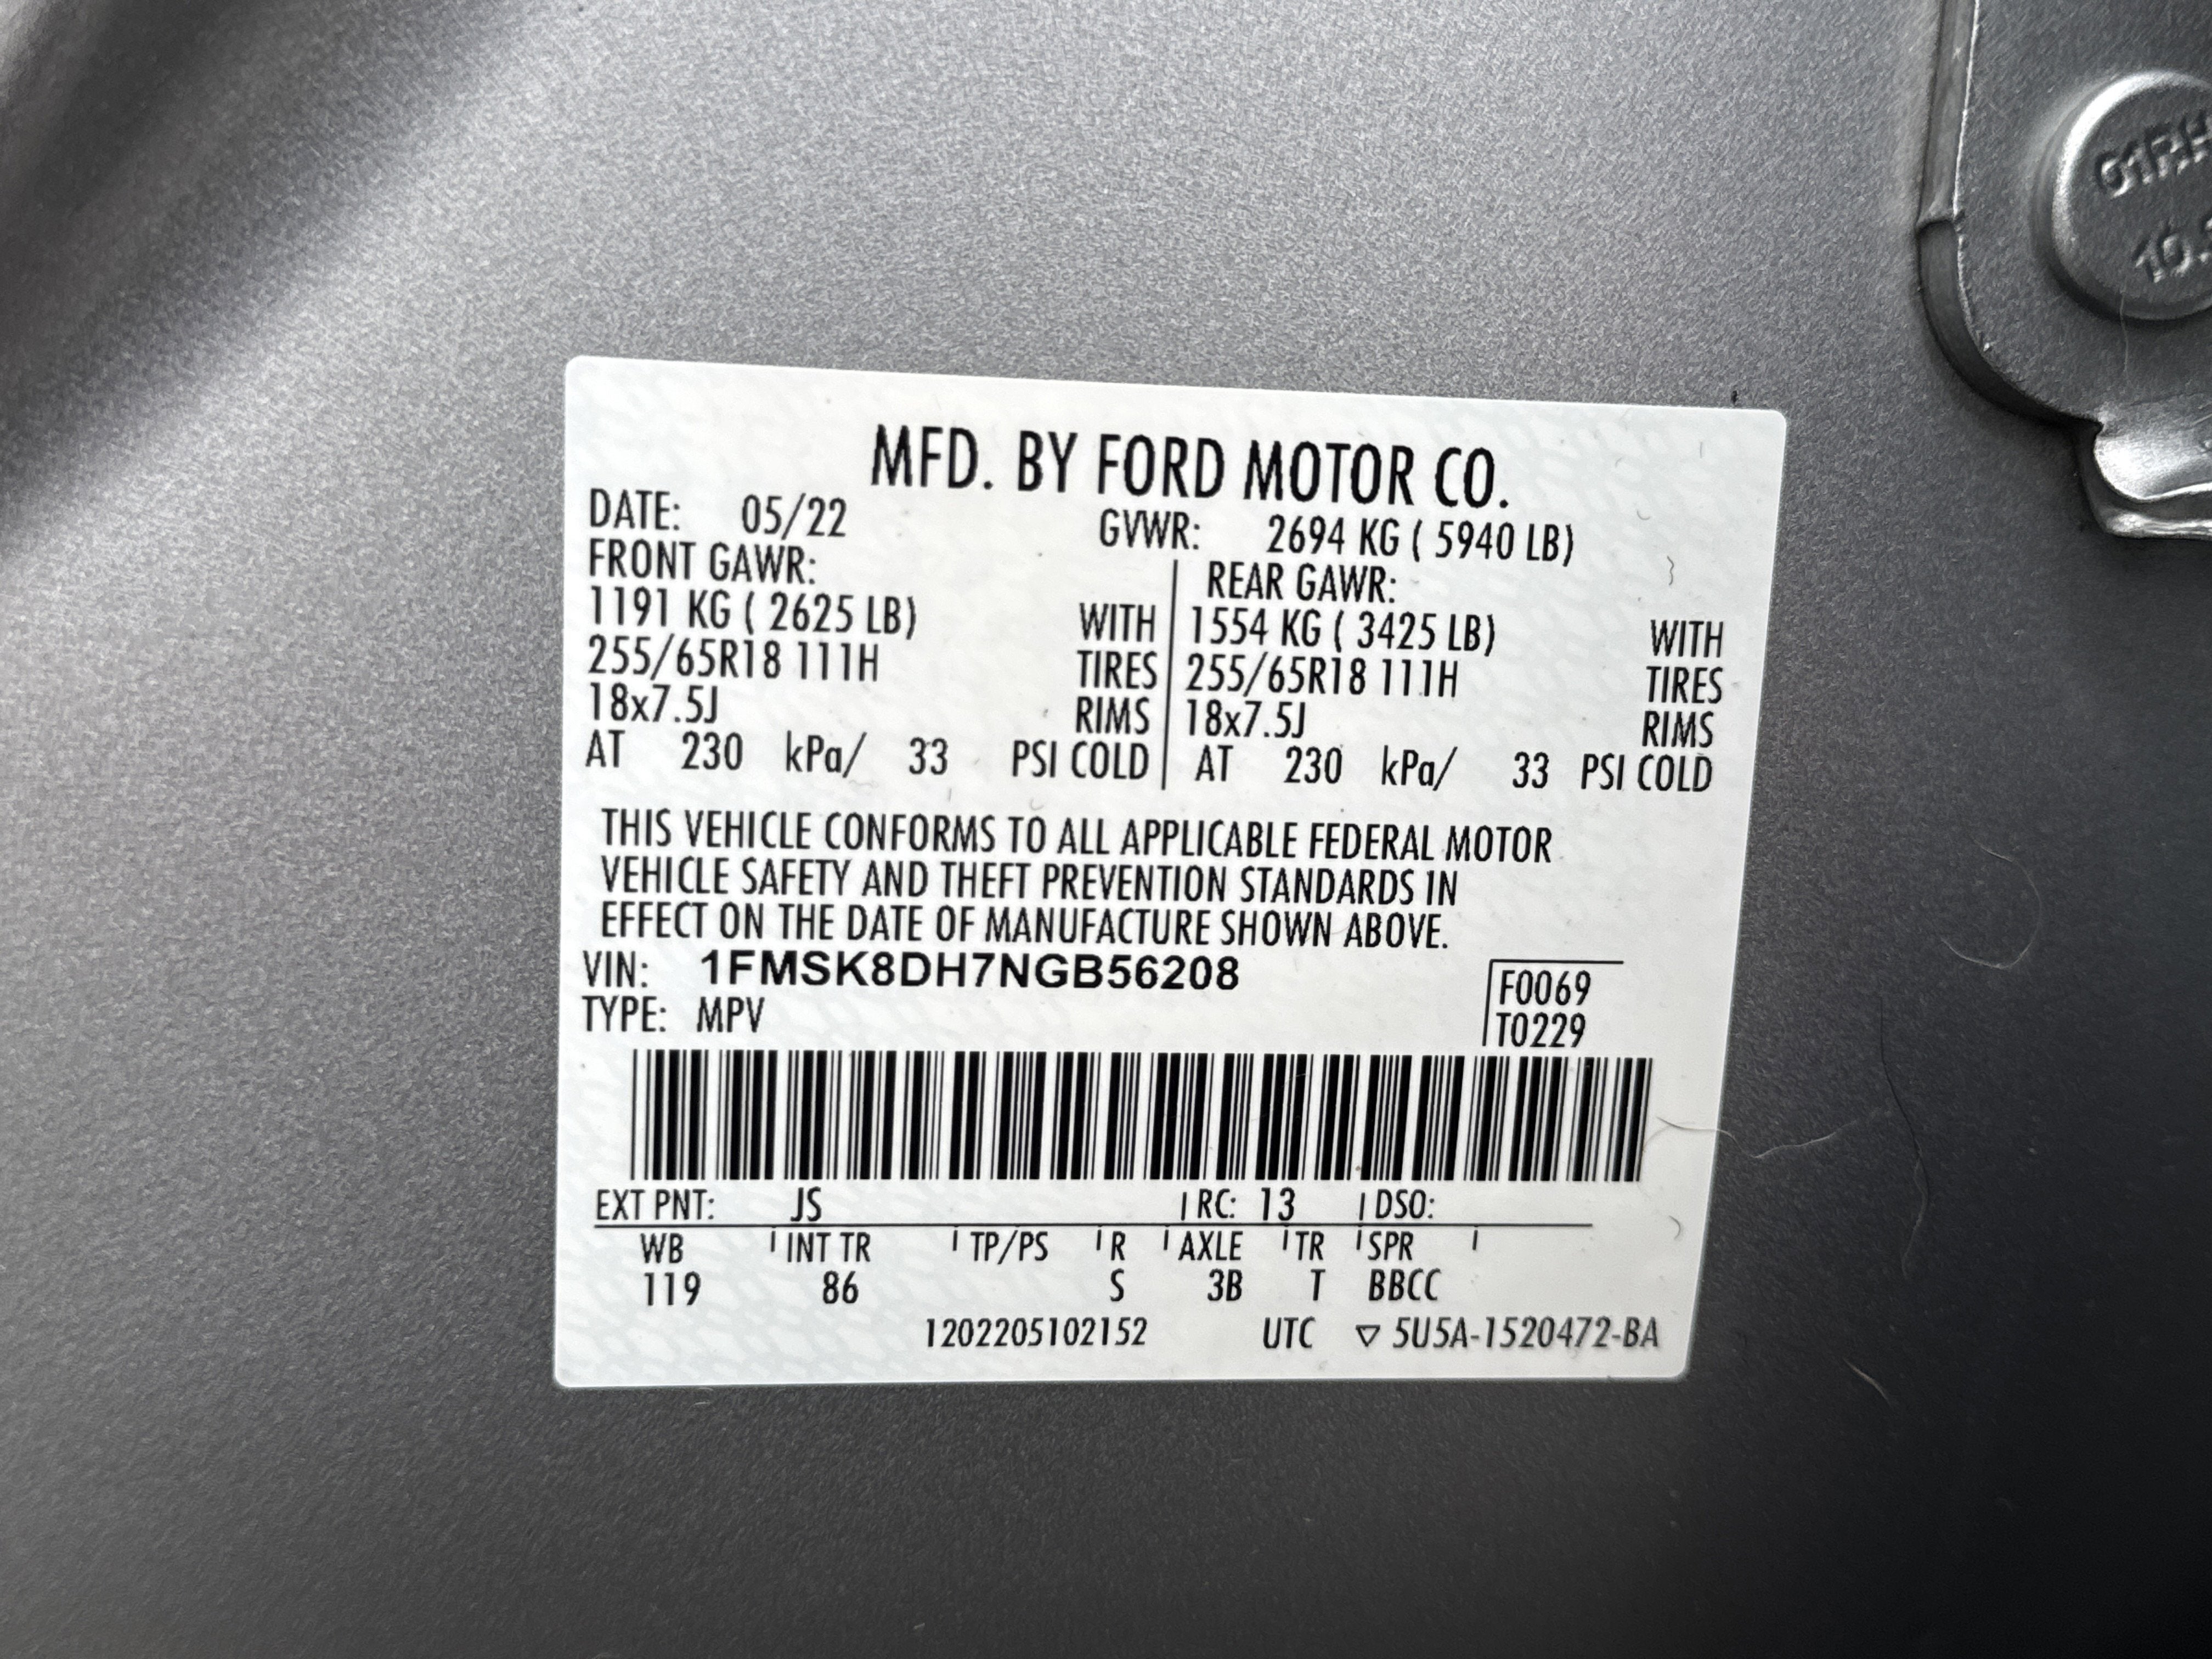 MFD. BY FORD MOTOR CO.
DATE: 05/22 GVWR: 2694 KG ( 5940 LB)
FRONT GAWR: REAR GAWR:
1191 KG ( 2625 LB) WITH 1554 KG ( 3425 LB) WITH
255/65R18 111H TIRES 255/65R18 111H TIRES
18x7.5J RIMS 18x7.5J RIMS
AT 230 kPa/ 33 PSI COLD AT 230 kPa/ 33 PSI COLD
THIS VEHICLE CONFORMS TO ALL APPLICABLE FEDERAL MOTOR
VEHICLE SAFETY AND THEFT PREVENTION STANDARDS IN
EFFECT ON THE DATE OF MANUFACTURE SHOWN ABOVE.
VIN: 1FMSK8DH7NGB56208 F0069
TYPE: MPV T0229
EXT PNT: JS RC: 13 DSO:
WB INT TR TP/PS R AXLE TR SPR
119 86 S 3B T BBCC
1202205102152 UTC ▽ 5U5A-1520472-BA